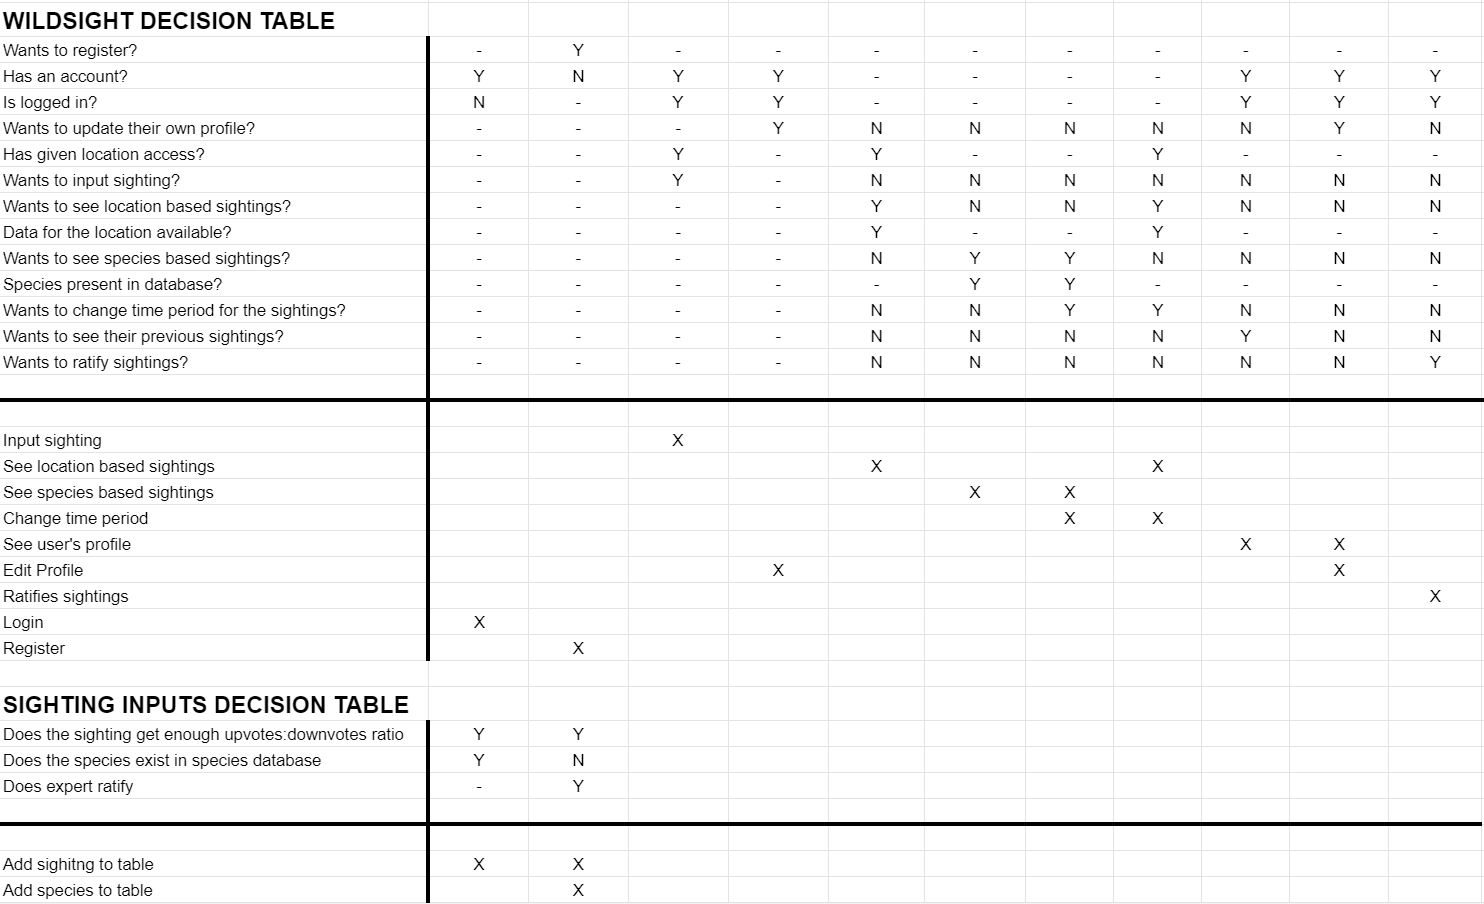 WILDSIGHT DECISION TABLE
Wants to register? - Y - - - - - - - - -
Has an account? Y N Y Y - - - - Y Y Y
Is logged in? N - Y Y - - - - Y Y Y
Wants to update their own profile? - - - Y N N N N N Y N
Has given location access? - - Y - Y - - Y - - -
Wants to input sighting? - - Y - N N N N N N N
Wants to see location based sightings? - - - - Y N N Y N N N
Data for the location available? - - - - Y - - Y - - -
Wants to see species based sightings? - - - - N Y Y N N N N
Species present in database? - - - - - Y Y - - - -
Wants to change time period for the sightings? - - - - N N Y Y N N N
Wants to see their previous sightings? - - - - N N N N Y N N
Wants to ratify sightings? - - - - N N N N N N Y
Input sighting X
See location based sightings X X
See species based sightings X X
Change time period X X
See user's profile X X
Edit Profile X X
Ratifies sightings X
Login X
Register X
SIGHTING INPUTS DECISION TABLE
Does the sighting get enough upvotes:downvotes ratio Y Y
Does the species exist in species database Y N
Does expert ratify - Y
Add sighitng to table X X
Add species to table X